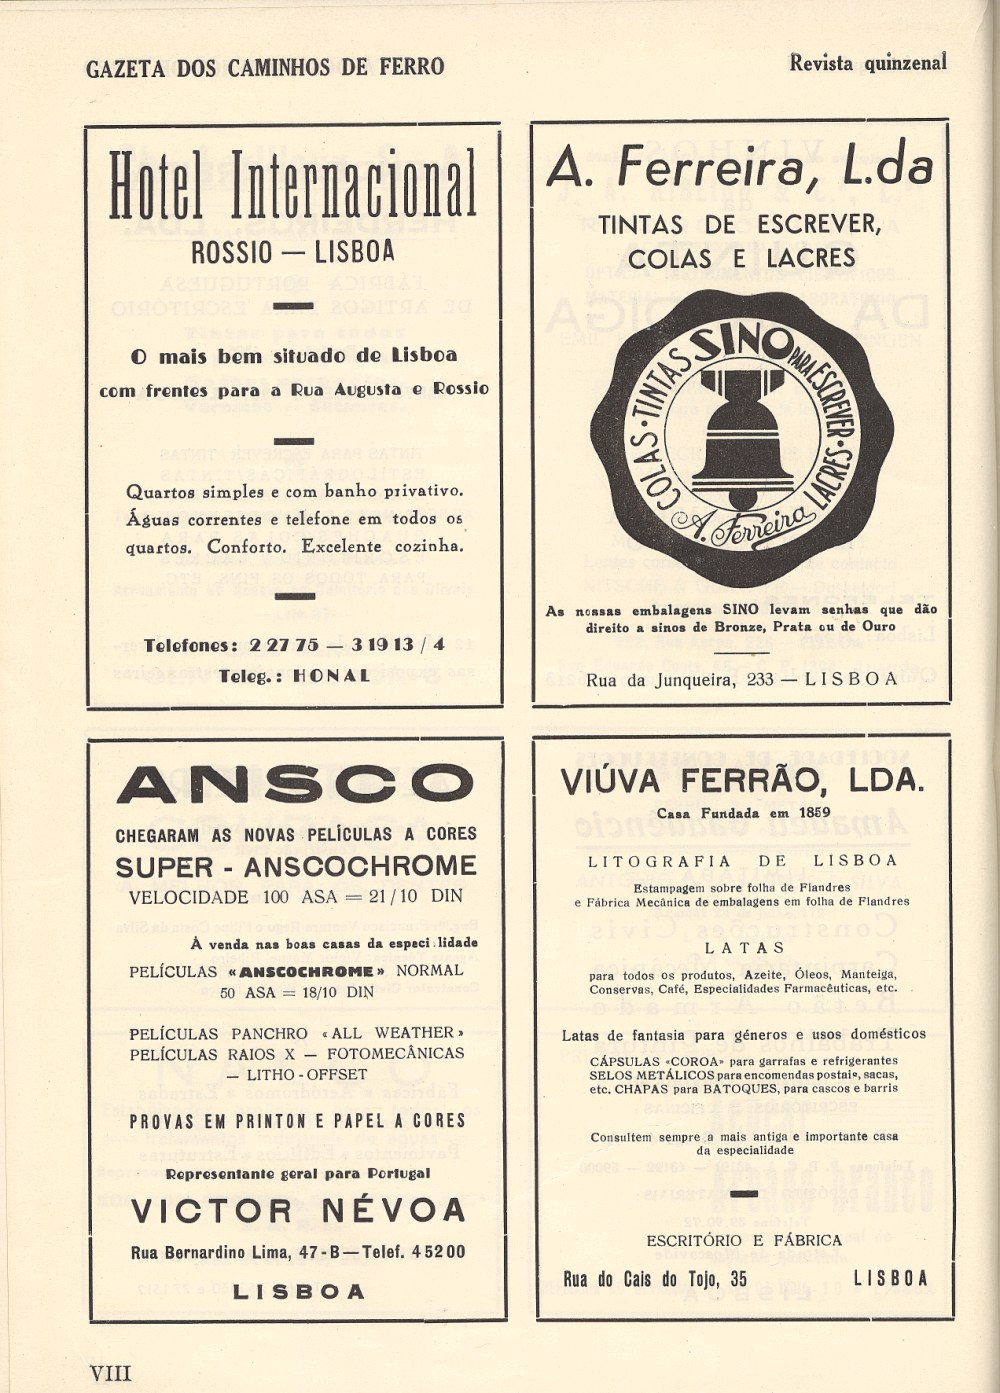 GAZETA DOS CAMINHOS DE FERRO
Revista quinzenal
Hotel Internacional
ROSSIO — LISBOA
O mais bem situado de Lisboa
com frentes para a Rua Augusta e Rossio
Quartos simples e com banho privativo.
Águas correntes e telefone em todos os
quartos. Conforto. Excelente cozinha.
Telefones: 2 27 75 — 3 19 13 / 4
Teleg.: HONAL
A. Ferreira, L.da
TINTAS DE ESCREVER,
COLAS E LACRES
COLAS · TINTAS SINO PARA ESCREVER · LACRES ·
A. Ferreira
As nossas embalagens SINO levam senhas que dão
direito a sinos de Bronze, Prata ou de Ouro
Rua da Junqueira, 233 — LISBOA
ANSCO
CHEGARAM AS NOVAS PELÍCULAS A CORES
SUPER - ANSCOCHROME
VELOCIDADE 100 ASA = 21/10 DIN
À venda nas boas casas da especialidade
PELÍCULAS «ANSCOCHROME» NORMAL
50 ASA = 18/10 DIN
PELÍCULAS PANCHRO «ALL WEATHER»
PELÍCULAS RAIOS X — FOTOMECÂNICAS
— LITHO - OFFSET
PROVAS EM PRINTON E PAPEL A CORES
Representante geral para Portugal
VICTOR NÉVOA
Rua Bernardino Lima, 47-B — Telef. 45200
LISBOA
VIÚVA FERRÃO, LDA.
Casa Fundada em 1859
LITOGRAFIA DE LISBOA
Estampagem sobre folha de Flandres
e Fábrica Mecânica de embalagens em folha de Flandres
LATAS
para todos os produtos, Azeite, Óleos, Manteiga,
Conservas, Café, Especialidades Farmacêuticas, etc.
Latas de fantasia para géneros e usos domésticos
CÁPSULAS «COROA» para garrafas e refrigerantes
SELOS METÁLICOS para encomendas postais, sacas,
etc. CHAPAS para BATOQUES, para cascos e barris
Consultem sempre a mais antiga e importante casa
da especialidade
ESCRITÓRIO E FÁBRICA
Rua do Cais do Tojo, 35 LISBOA
VIII